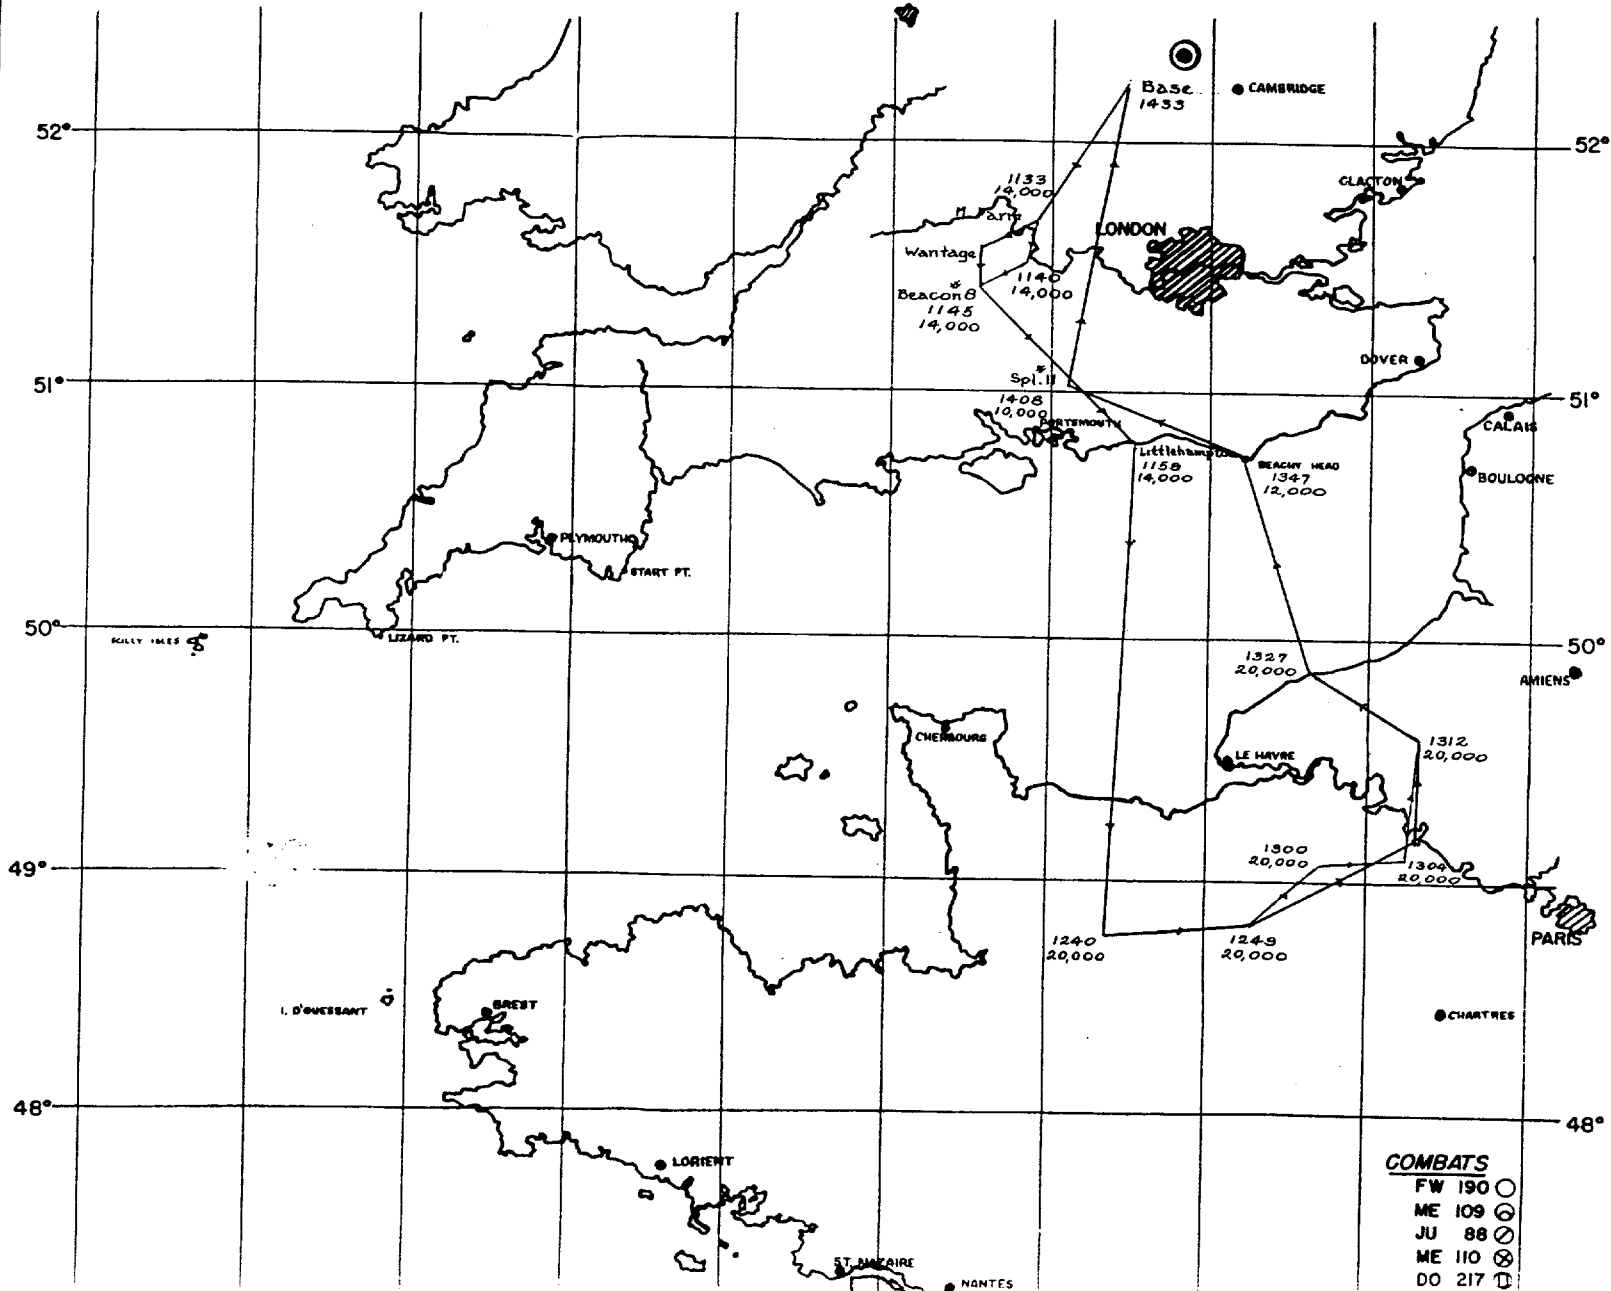 Base
1433
CAMBRIDGE
52°
52°
CLACTON
1133
14,000
M. Farm
LONDON
Wantage
1140
14,000
Beacon 8
1145
14,000
DOVER
51°
51°
Spl. 11
1408
10,000
PORTSMOUTH
CALAIS
Littlehampton
1158
14,000
BEACHY HEAD
1347
12,000
BOULOGNE
PLYMOUTH
START PT.
50°
50°
SCILLY ISLES
LIZARD PT.
1327
20,000
AMIENS
CHERBOURG
LE HAVRE
1312
20,000
49°
1300
20,000
1304
20,000
1240
20,000
1249
20,000
PARIS
I. D'OUESSANT
BREST
CHARTRES
48°
48°
LORIENT
COMBATS
FW 190
ME 109
JU 88
ME 110
DO 217
ST. NAZAIRE
NANTES